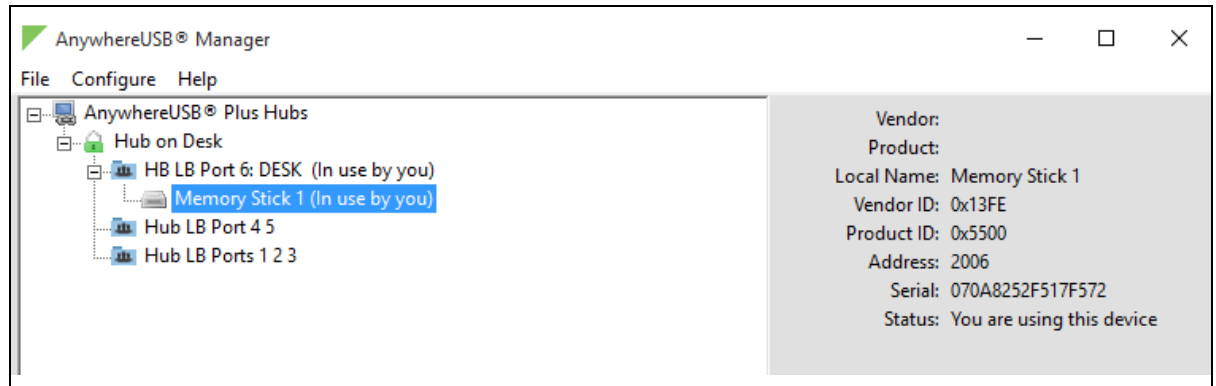 AnywhereUSB® Manager
File Configure Help
AnywhereUSB® Plus Hubs
Hub on Desk
HB LB Port 6: DESK (In use by you)
Memory Stick 1 (In use by you)
Hub LB Port 4 5
Hub LB Ports 1 2 3
Vendor:
Product:
Local Name: Memory Stick 1
Vendor ID: 0x13FE
Product ID: 0x5500
Address: 2006
Serial: 070A8252F517F572
Status: You are using this device